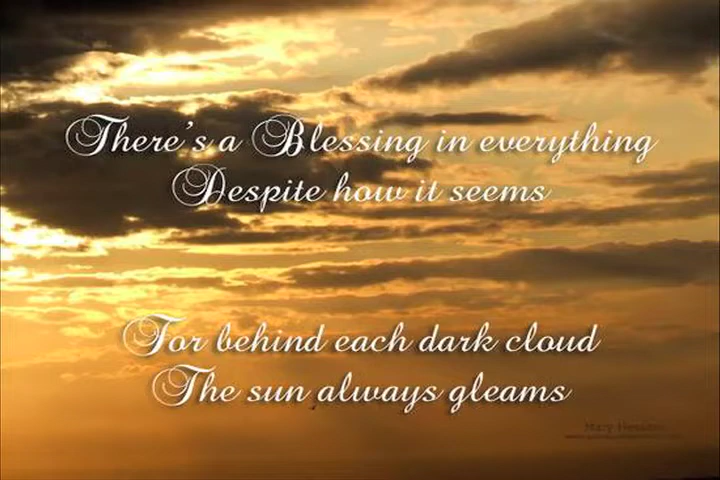 There's a Blessing in everything
Despite how it seems
For behind each dark cloud
The sun always gleams